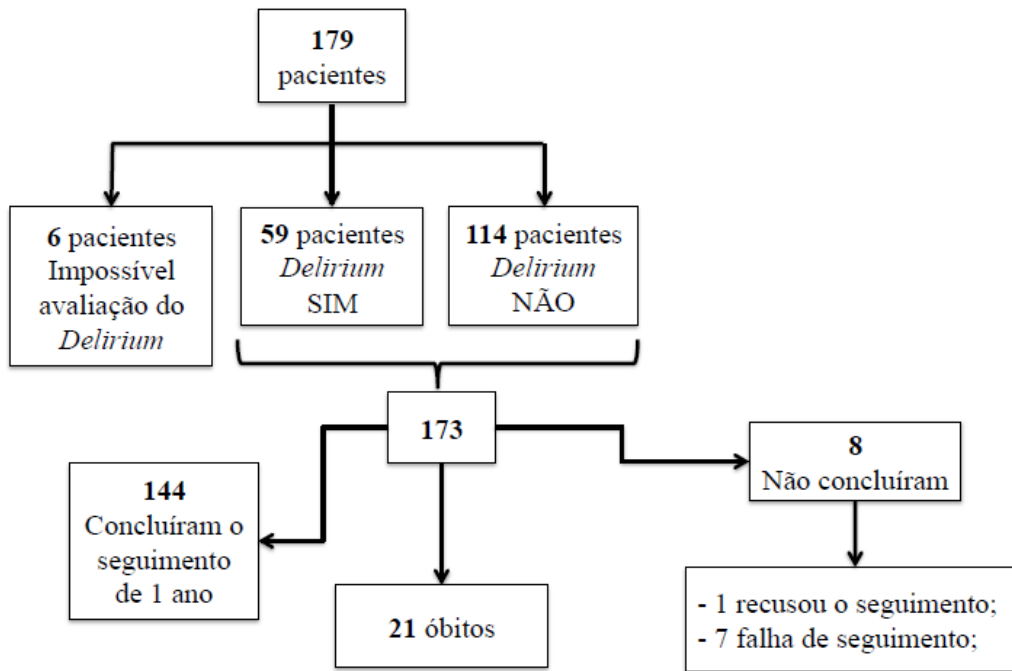 179
pacientes
6 pacientes
Impossível
avaliação do
Delirium
59 pacientes
Delirium
SIM
114 pacientes
Delirium
NÃO
173
144
Concluíram o
seguimento
de 1 ano
21 óbitos
8
Não concluíram
- 1 recusou o seguimento;
- 7 falha de seguimento;